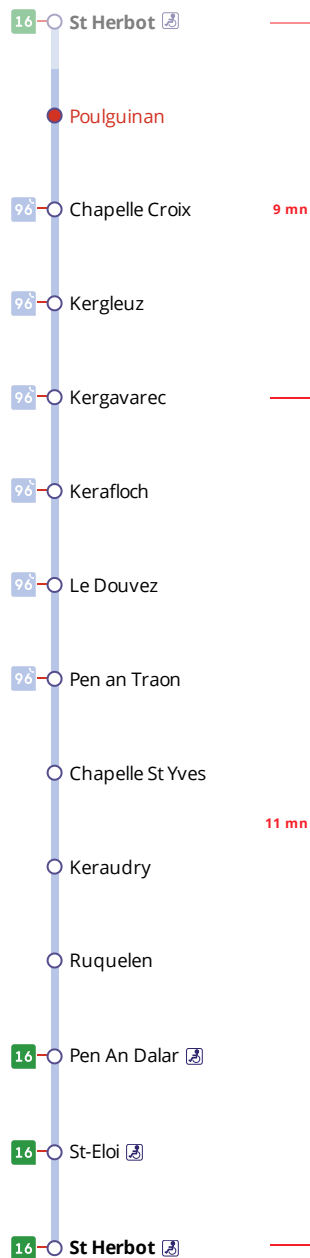 16 St Herbot
Poulguinan
96 Chapelle Croix 9 mn
96 Kergleuz
96 Kergavarec
96 Kerafloch
96 Le Douvez
96 Pen an Traon
Chapelle St Yves
11 mn
Keraudry
Ruquelen
16 Pen An Dalar
16 St-Eloi
16 St Herbot